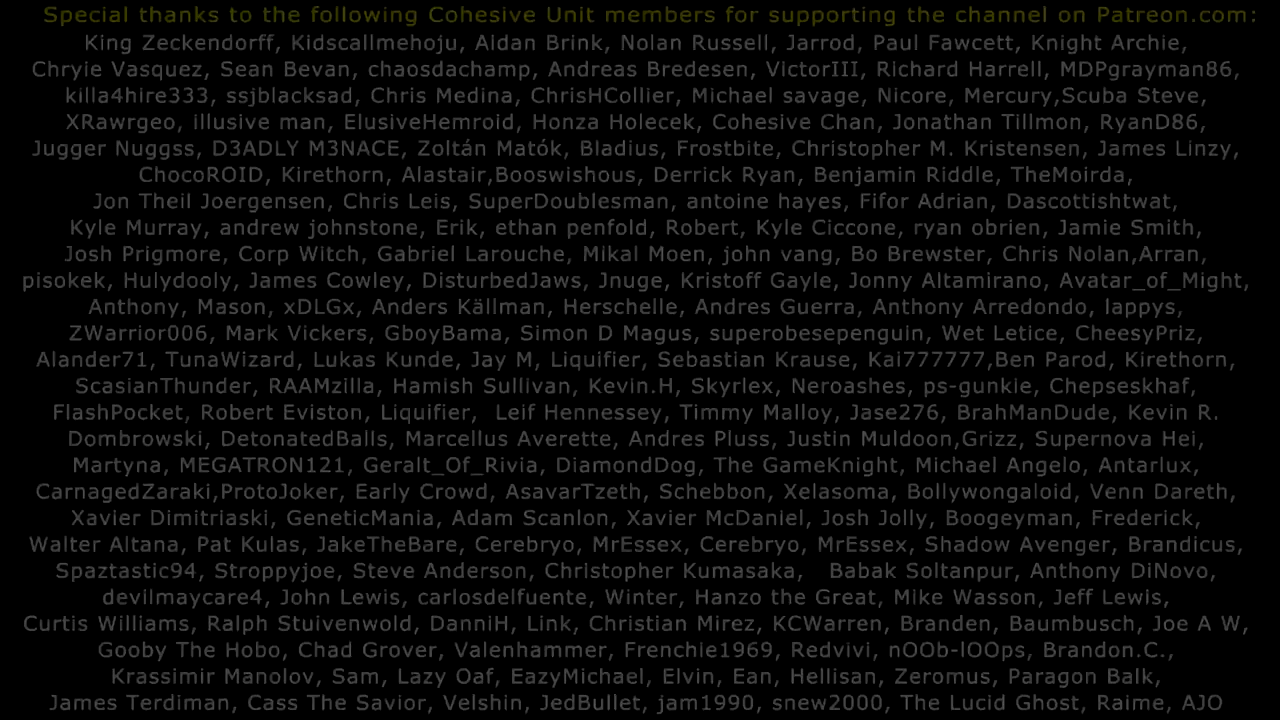 Special thanks to the following Cohesive Unit members for supporting the channel on Patreon.com:
King Zeckendorff, Kidscallmehoju, Aidan Brink, Nolan Russell, Jarrod, Paul Fawcett, Knight Archie,
Chryie Vasquez, Sean Bevan, chaosdachamp, Andreas Bredesen, VictorIII, Richard Harrell, MDPgrayman86,
killa4hire333, ssjblacksad, Chris Medina, ChrisHCollier, Michael savage, Nicore, Mercury,Scuba Steve,
XRawrgeo, illusive man, ElusiveHemroid, Honza Holecek, Cohesive Chan, Jonathan Tillmon, RyanD86,
Jugger Nuggss, D3ADLY M3NACE, Zoltán Matók, Bladius, Frostbite, Christopher M. Kristensen, James Linzy,
ChocoROID, Kirethorn, Alastair,Booswishous, Derrick Ryan, Benjamin Riddle, TheMoirda,
Jon Theil Joergensen, Chris Leis, SuperDoublesman, antoine hayes, Fifor Adrian, Dascottishtwat,
Kyle Murray, andrew johnstone, Erik, ethan penfold, Robert, Kyle Ciccone, ryan obrien, Jamie Smith,
Josh Prigmore, Corp Witch, Gabriel Larouche, Mikal Moen, john vang, Bo Brewster, Chris Nolan,Arran,
pisokek, Hulydooly, James Cowley, DisturbedJaws, Jnuge, Kristoff Gayle, Jonny Altamirano, Avatar_of_Might,
Anthony, Mason, xDLGx, Anders Källman, Herschelle, Andres Guerra, Anthony Arredondo, lappys,
ZWarrior006, Mark Vickers, GboyBama, Simon D Magus, superobesepenguin, Wet Letice, CheesyPriz,
Alander71, TunaWizard, Lukas Kunde, Jay M, Liquifier, Sebastian Krause, Kai777777,Ben Parod, Kirethorn,
ScasianThunder, RAAMzilla, Hamish Sullivan, Kevin.H, Skyrlex, Neroashes, ps-gunkie, Chepseskhaf,
FlashPocket, Robert Eviston, Liquifier,  Leif Hennessey, Timmy Malloy, Jase276, BrahManDude, Kevin R.
Dombrowski, DetonatedBalls, Marcellus Averette, Andres Pluss, Justin Muldoon,Grizz, Supernova Hei,
Martyna, MEGATRON121, Geralt_Of_Rivia, DiamondDog, The GameKnight, Michael Angelo, Antarlux,
CarnagedZaraki,ProtoJoker, Early Crowd, AsavarTzeth, Schebbon, Xelasoma, Bollywongaloid, Venn Dareth,
Xavier Dimitriaski, GeneticMania, Adam Scanlon, Xavier McDaniel, Josh Jolly, Boogeyman, Frederick,
Walter Altana, Pat Kulas, JakeTheBare, Cerebryo, MrEssex, Cerebryo, MrEssex, Shadow Avenger, Brandicus,
Spaztastic94, Stroppyjoe, Steve Anderson, Christopher Kumasaka,   Babak Soltanpur, Anthony DiNovo,
devilmaycare4, John Lewis, carlosdelfuente, Winter, Hanzo the Great, Mike Wasson, Jeff Lewis,
Curtis Williams, Ralph Stuivenwold, DanniH, Link, Christian Mirez, KCWarren, Branden, Baumbusch, Joe A W,
Gooby The Hobo, Chad Grover, Valenhammer, Frenchie1969, Redvivi, nOOb-lOOps, Brandon.C.,
Krassimir Manolov, Sam, Lazy Oaf, EazyMichael, Elvin, Ean, Hellisan, Zeromus, Paragon Balk,
James Terdiman, Cass The Savior, Velshin, JedBullet, jam1990, snew2000, The Lucid Ghost, Raime, AJO